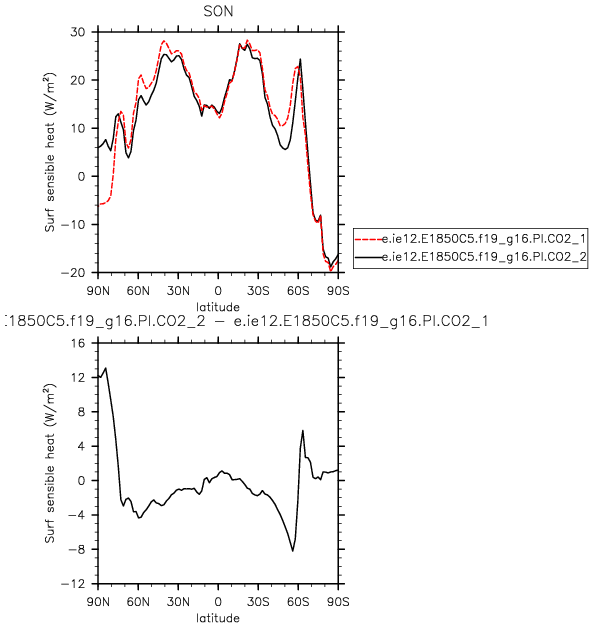 SON
30
20
10
0
−10
−20
Surf sensible heat (W/m²)
90N 60N 30N 0 30S 60S 90S
latitude
e.ie12.E1850C5.f19_g16.PI.CO2_1
e.ie12.E1850C5.f19_g16.PI.CO2_2
:1850C5.f19_g16.PI.CO2_2 − e.ie12.E1850C5.f19_g16.PI.CO2_1
16
12
8
4
0
−4
−8
−12
Surf sensible heat (W/m²)
90N 60N 30N 0 30S 60S 90S
latitude